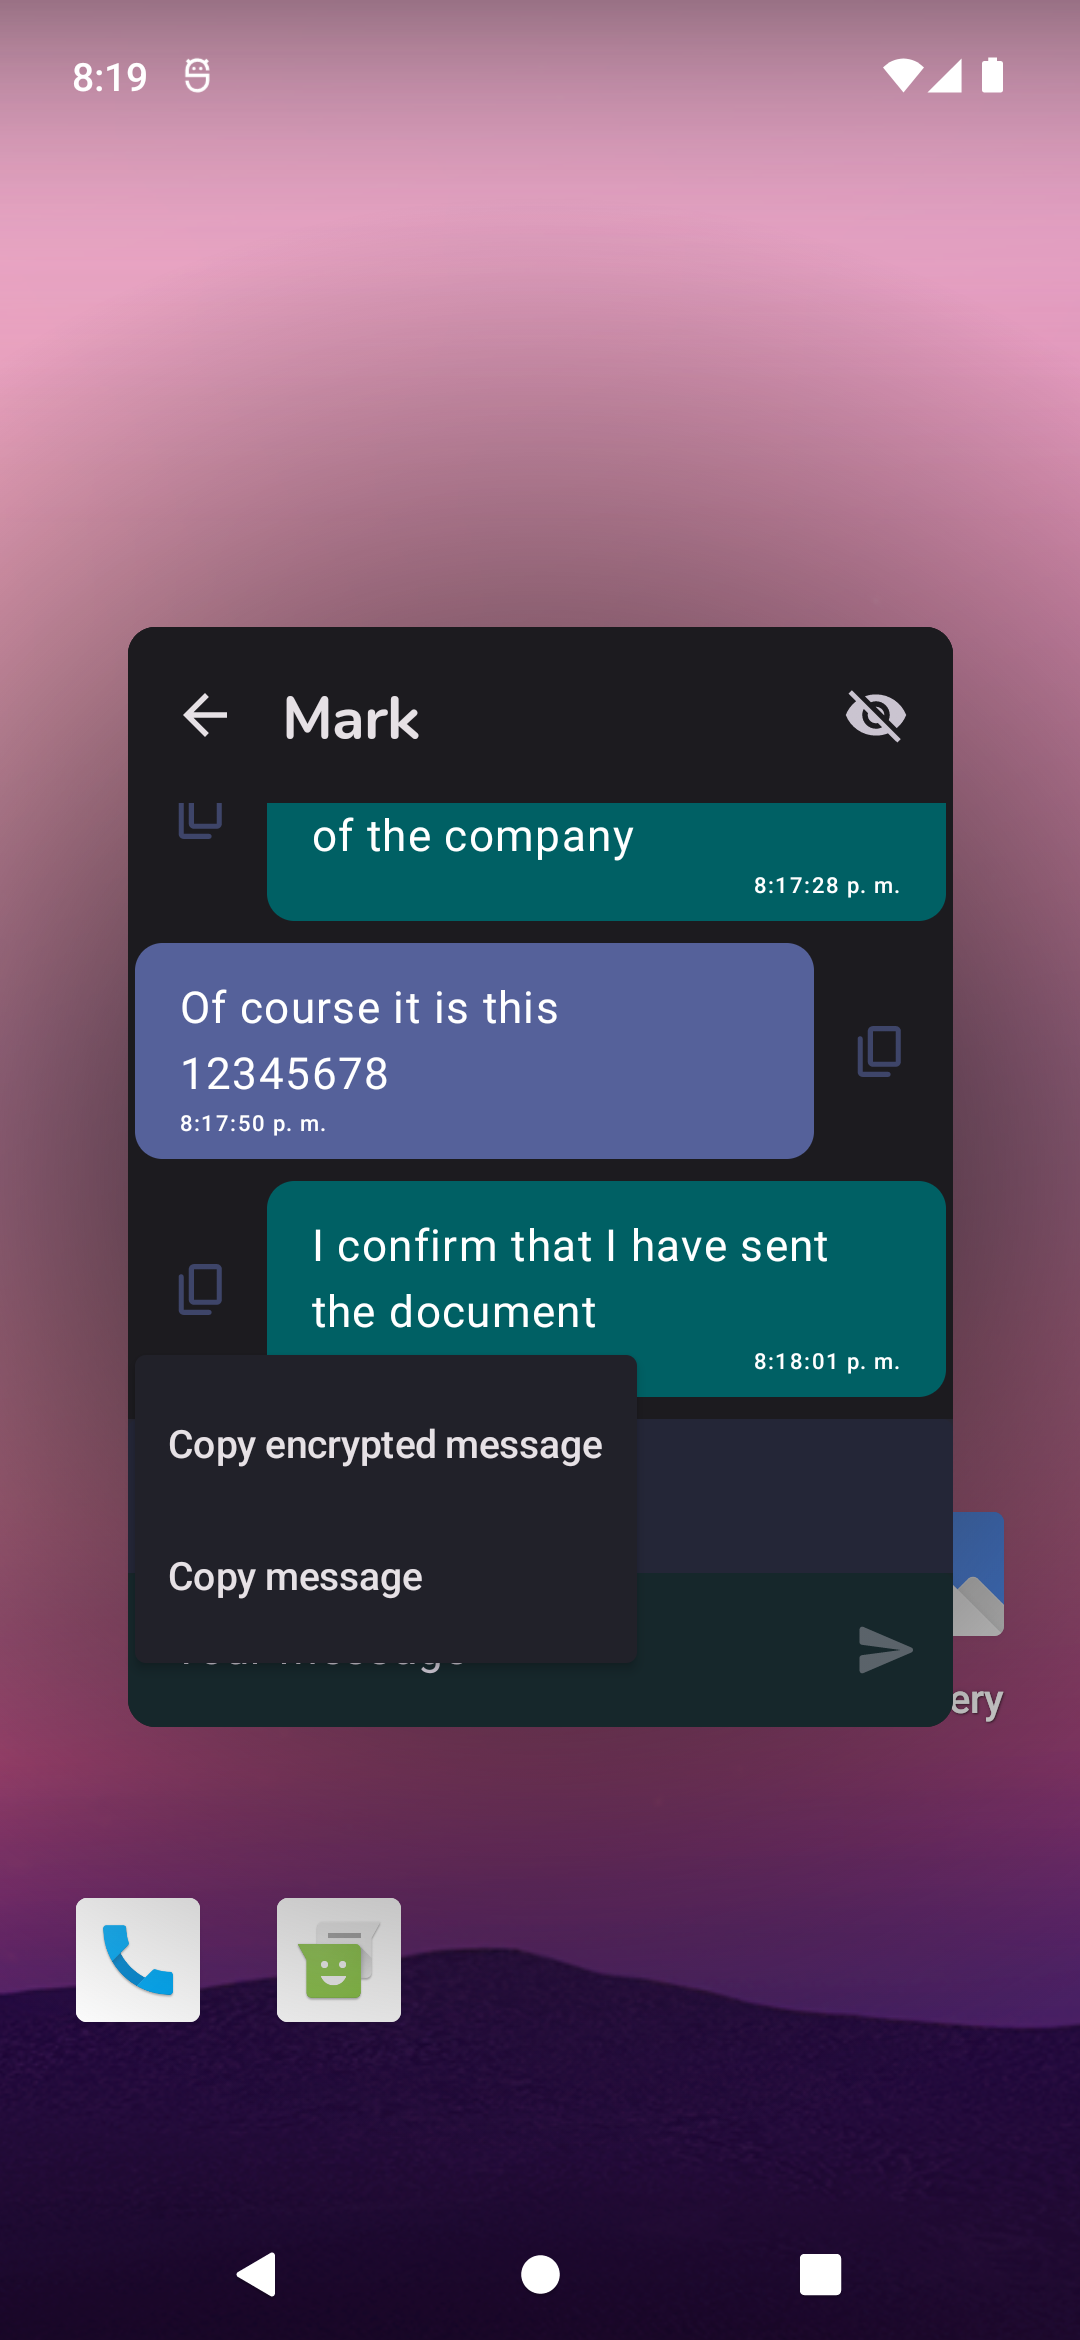 8:19
Mark
of the company
8:17:28 p. m.
Of course it is this
12345678
8:17:50 p. m.
I confirm that I have sent
the document
8:18:01 p. m.
Copy encrypted message
Copy message
ery